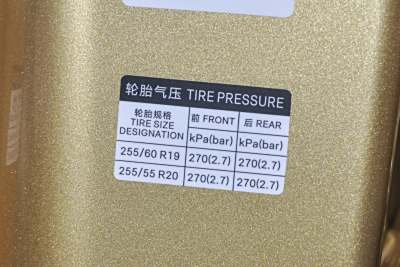 轮胎气压 TIRE PRESSURE
轮胎规格 前 FRONT 后 REAR
TIRE SIZE
DESIGNATION kPa(bar) kPa(bar)
255/60 R19 270(2.7) 270(2.7)
255/55 R20 270(2.7) 270(2.7)